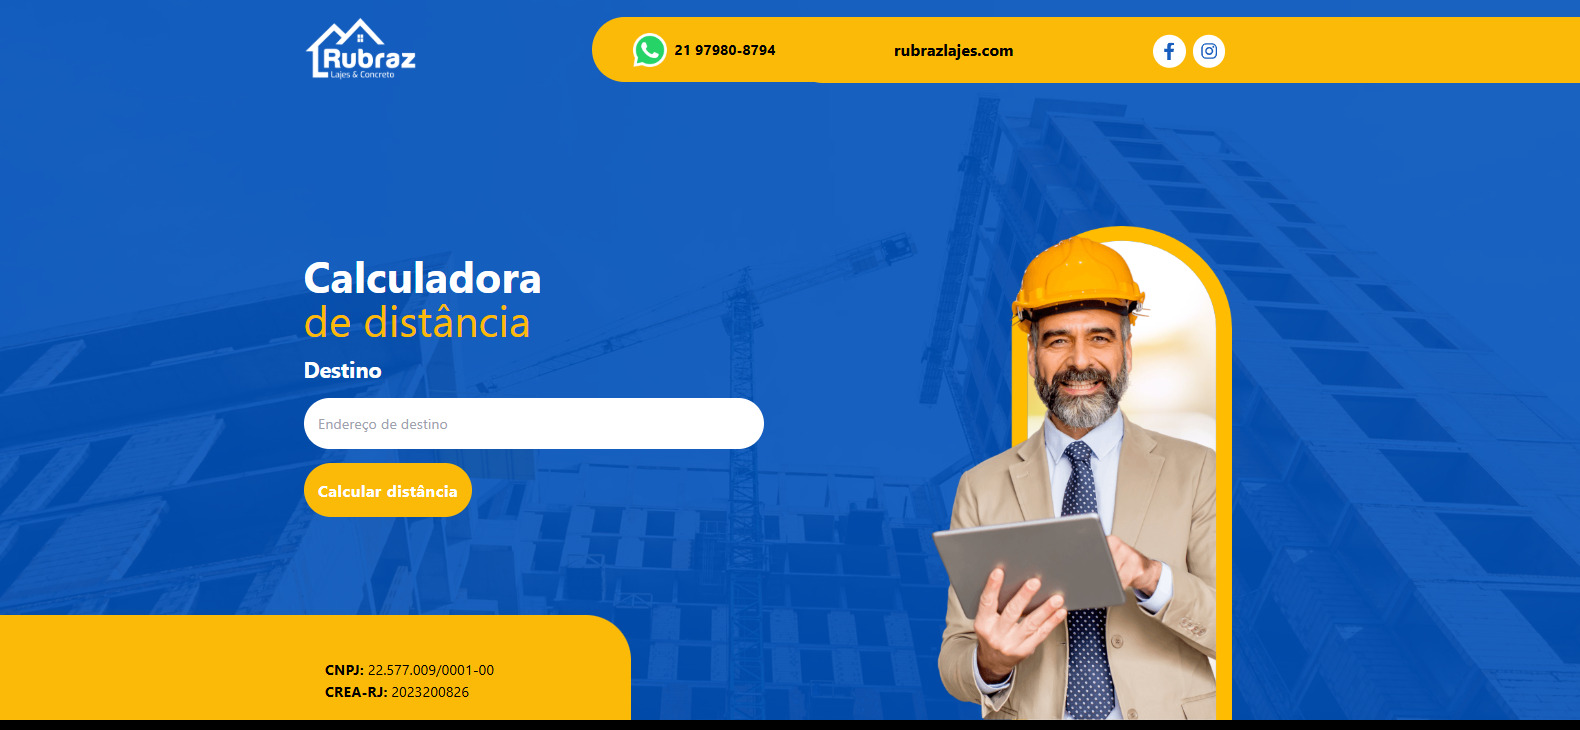 Rubraz
Lajes & Concreto
21 97980-8794
rubrazlajes.com
Calculadora
de distância
Destino
Endereço de destino
Calcular distância
CNPJ: 22.577.009/0001-00
CREA-RJ: 2023200826